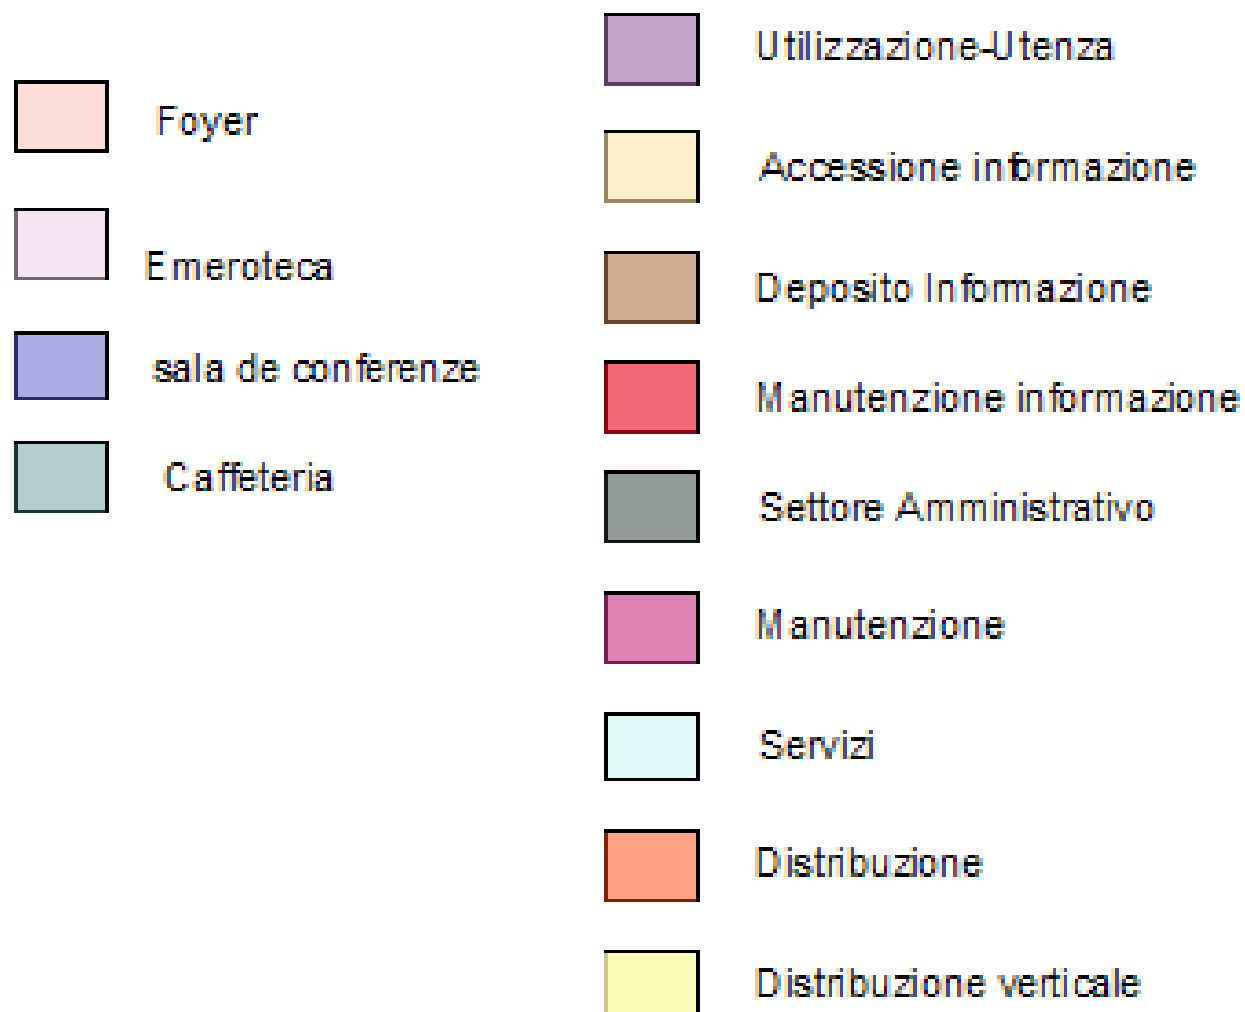 Foyer
Emeroteca
sala de conferenze
Caffeteria
Utilizzazione-Utenza
Accessione informazione
Deposito Informazione
Manutenzione informazione
Settore Amministrativo
Manutenzione
Servizi
Distribuzione
Distribuzione verticale